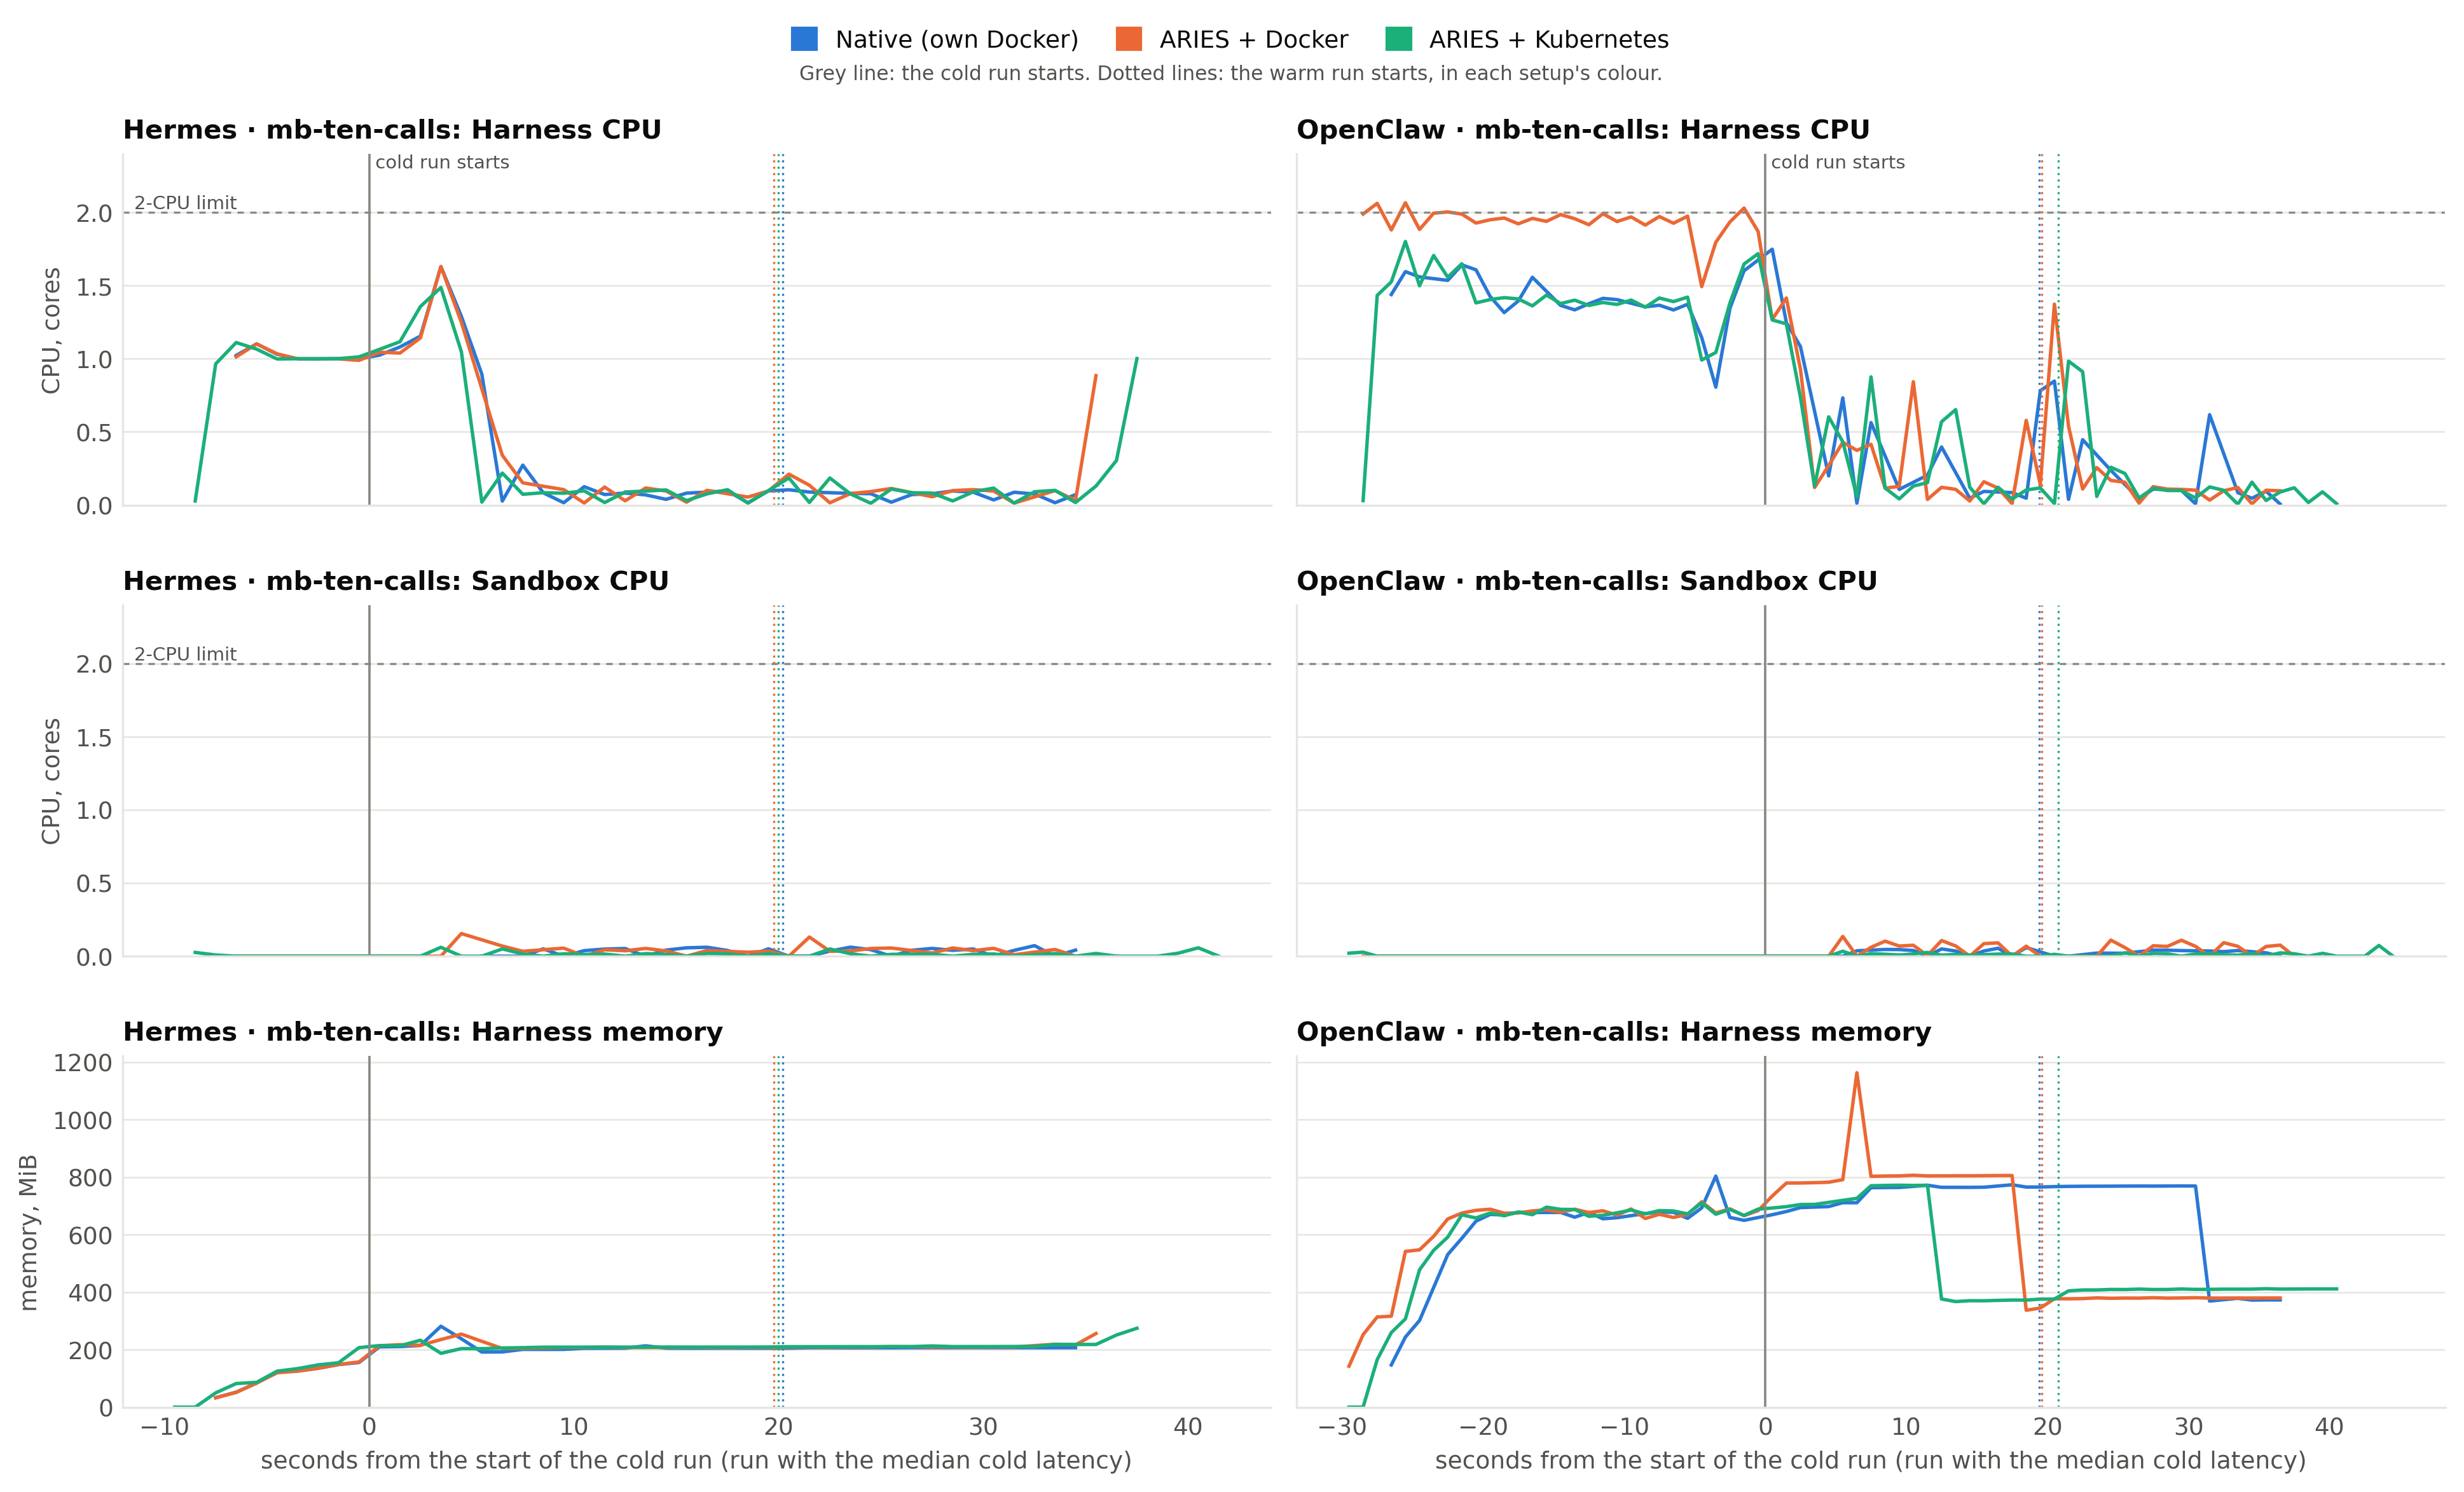 Native (own Docker) ARIES + Docker ARIES + Kubernetes
Grey line: the cold run starts. Dotted lines: the warm run starts, in each setup's colour.
Hermes · mb-ten-calls: Harness CPU
cold run starts
2-CPU limit
2.0
1.5
1.0
0.5
0.0
CPU, cores
OpenClaw · mb-ten-calls: Harness CPU
cold run starts
Hermes · mb-ten-calls: Sandbox CPU
2-CPU limit
2.0
1.5
1.0
0.5
0.0
CPU, cores
OpenClaw · mb-ten-calls: Sandbox CPU
Hermes · mb-ten-calls: Harness memory
1200
1000
800
600
400
200
0
memory, MiB
−10 0 10 20 30 40
seconds from the start of the cold run (run with the median cold latency)
OpenClaw · mb-ten-calls: Harness memory
−30 −20 −10 0 10 20 30 40
seconds from the start of the cold run (run with the median cold latency)